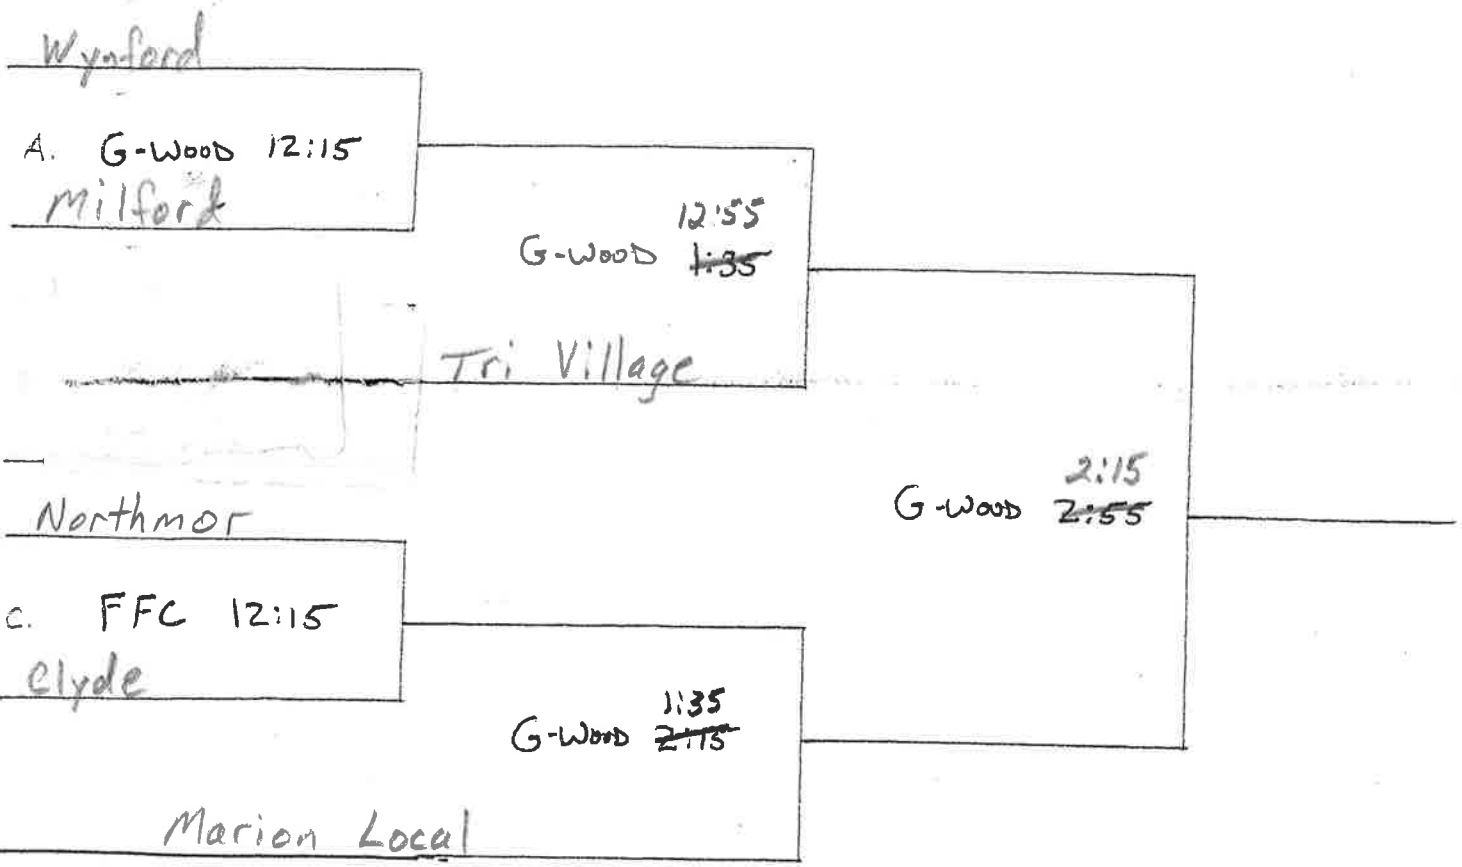 Wynford
A. G-WOOD 12:15
Milford
12:55
G-WOOD 1:35
Tri Village
Northmor
2:15
G-WOOD 2:55
C. FFC 12:15
Clyde
1:35
G-WOOD 2:15
Marion Local